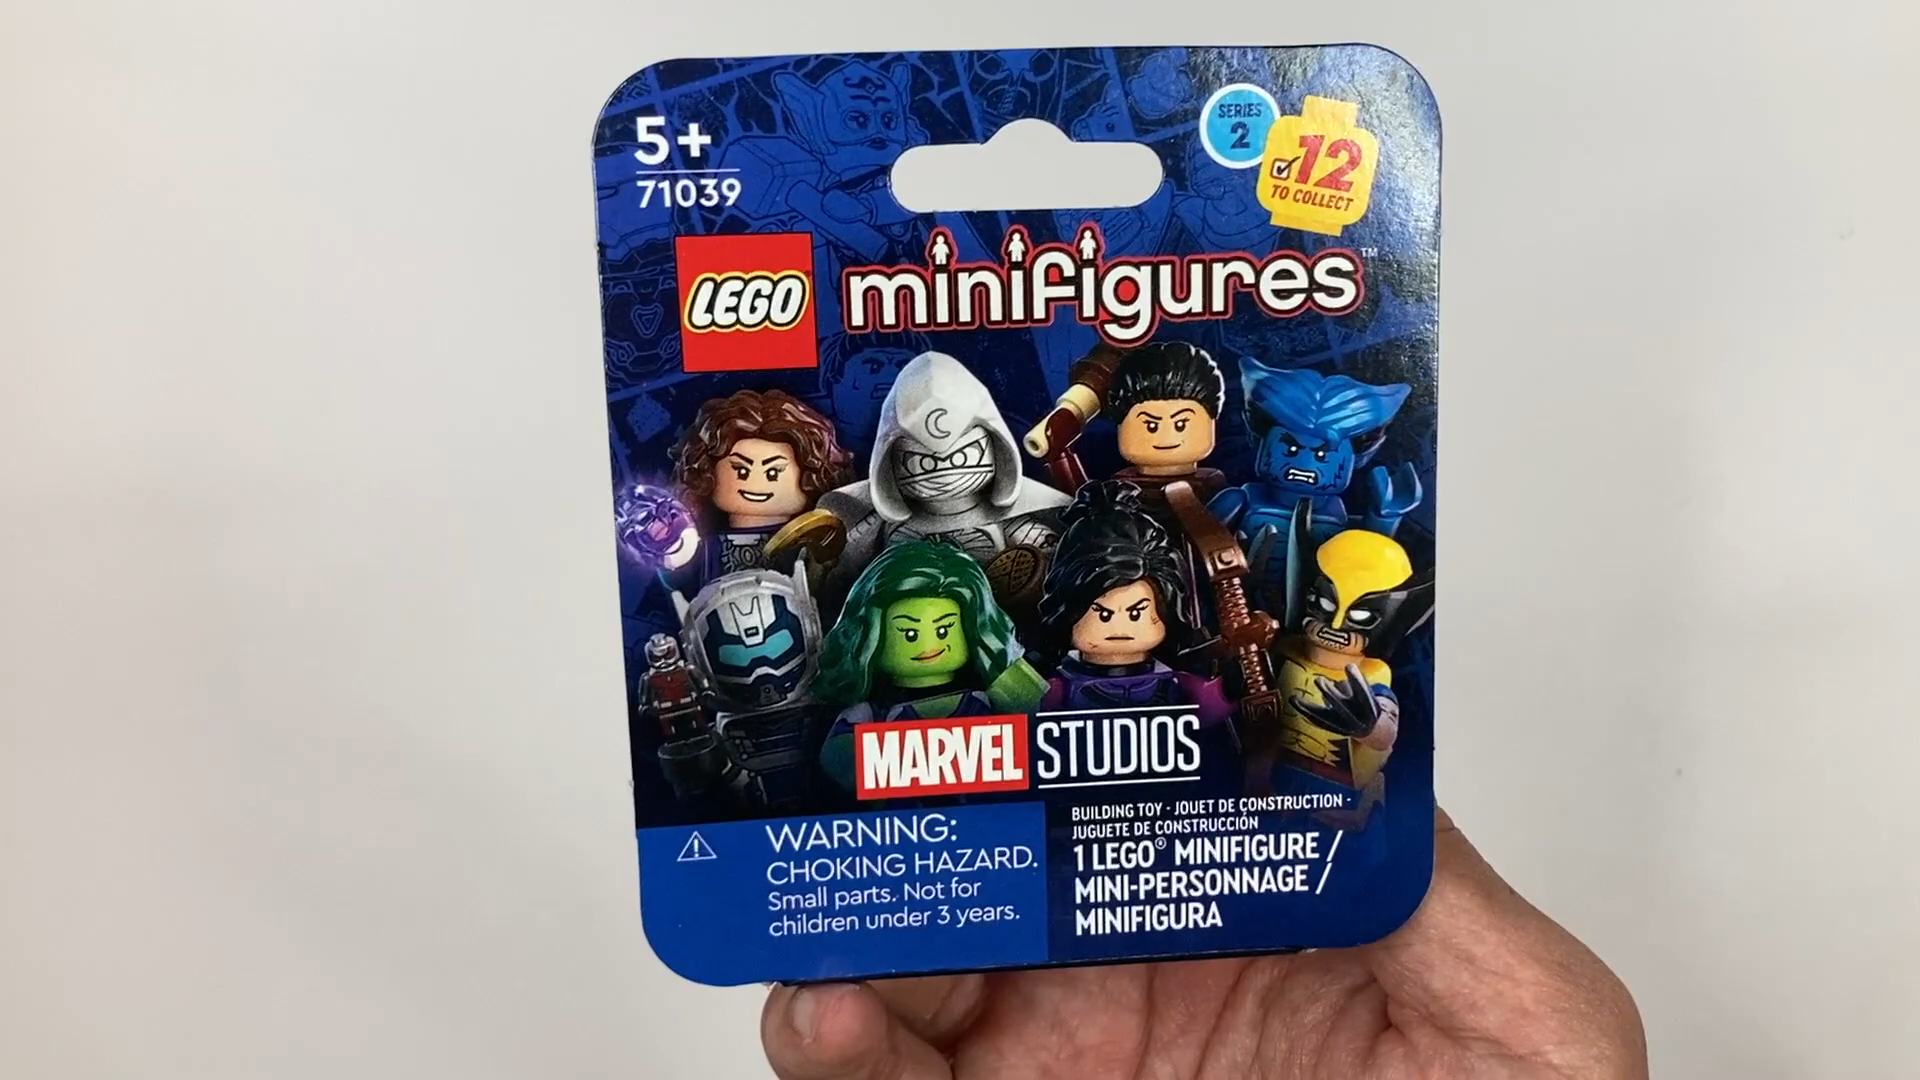 5+
71039
SERIES
2
12
TO COLLECT
LEGO
minifigures™
MARVEL STUDIOS
WARNING:
CHOKING HAZARD.
Small parts. Not for
children under 3 years.
BUILDING TOY - JOUET DE CONSTRUCTION -
JUGUETE DE CONSTRUCCIÓN
1 LEGO® MINIFIGURE /
MINI-PERSONNAGE /
MINIFIGURA